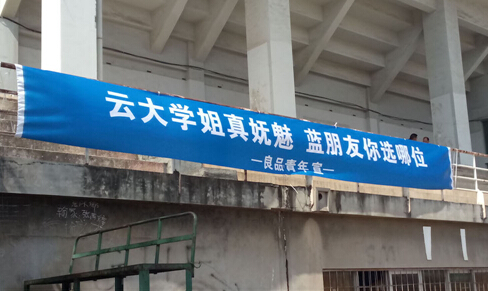 云大学姐真妩魅 蓝朋友你选哪位
—良品青年宣—